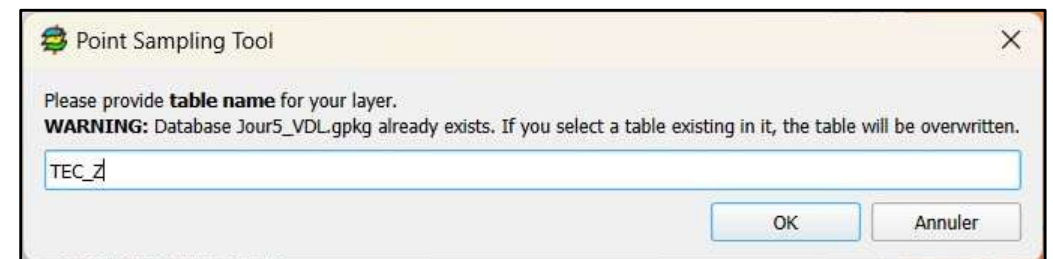 Point Sampling Tool
Please provide table name for your layer.
WARNING: Database Jour5_VDL.gpkg already exists. If you select a table existing in it, the table will be overwritten.
TEC_Z
OK Annuler